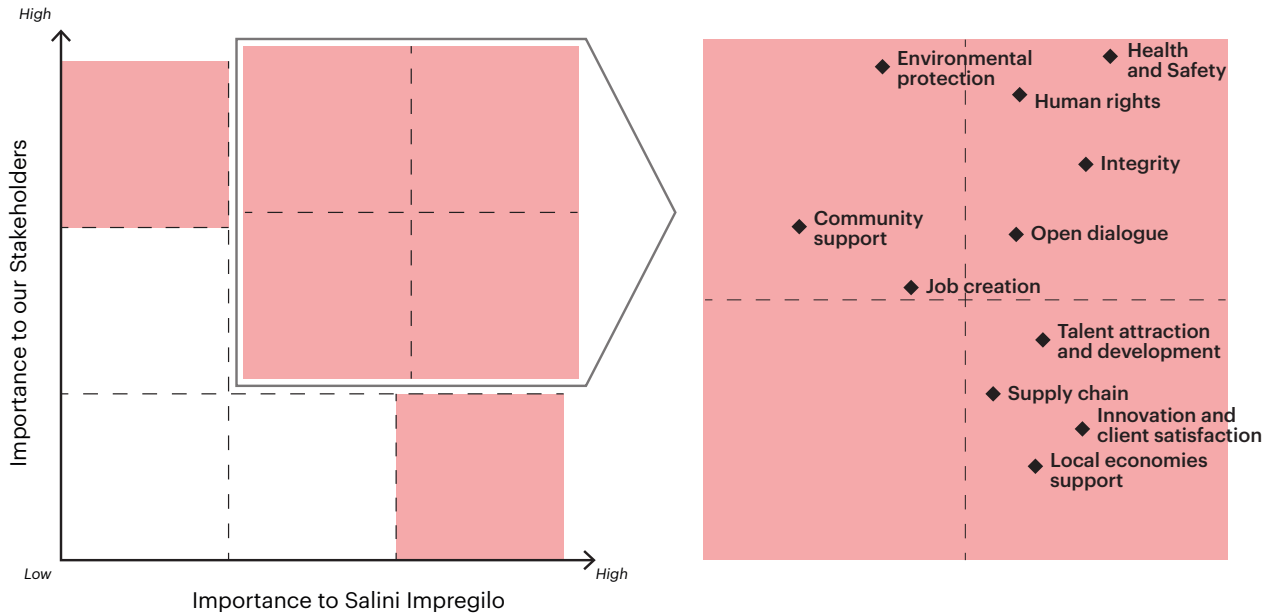 High
Importance to our Stakeholders
Low
High
Importance to Salini Impregilo
Environmental
protection
Health
and Safety
Human rights
Integrity
Community
support
Open dialogue
Job creation
Talent attraction
and development
Supply chain
Innovation and
client satisfaction
Local economies
support